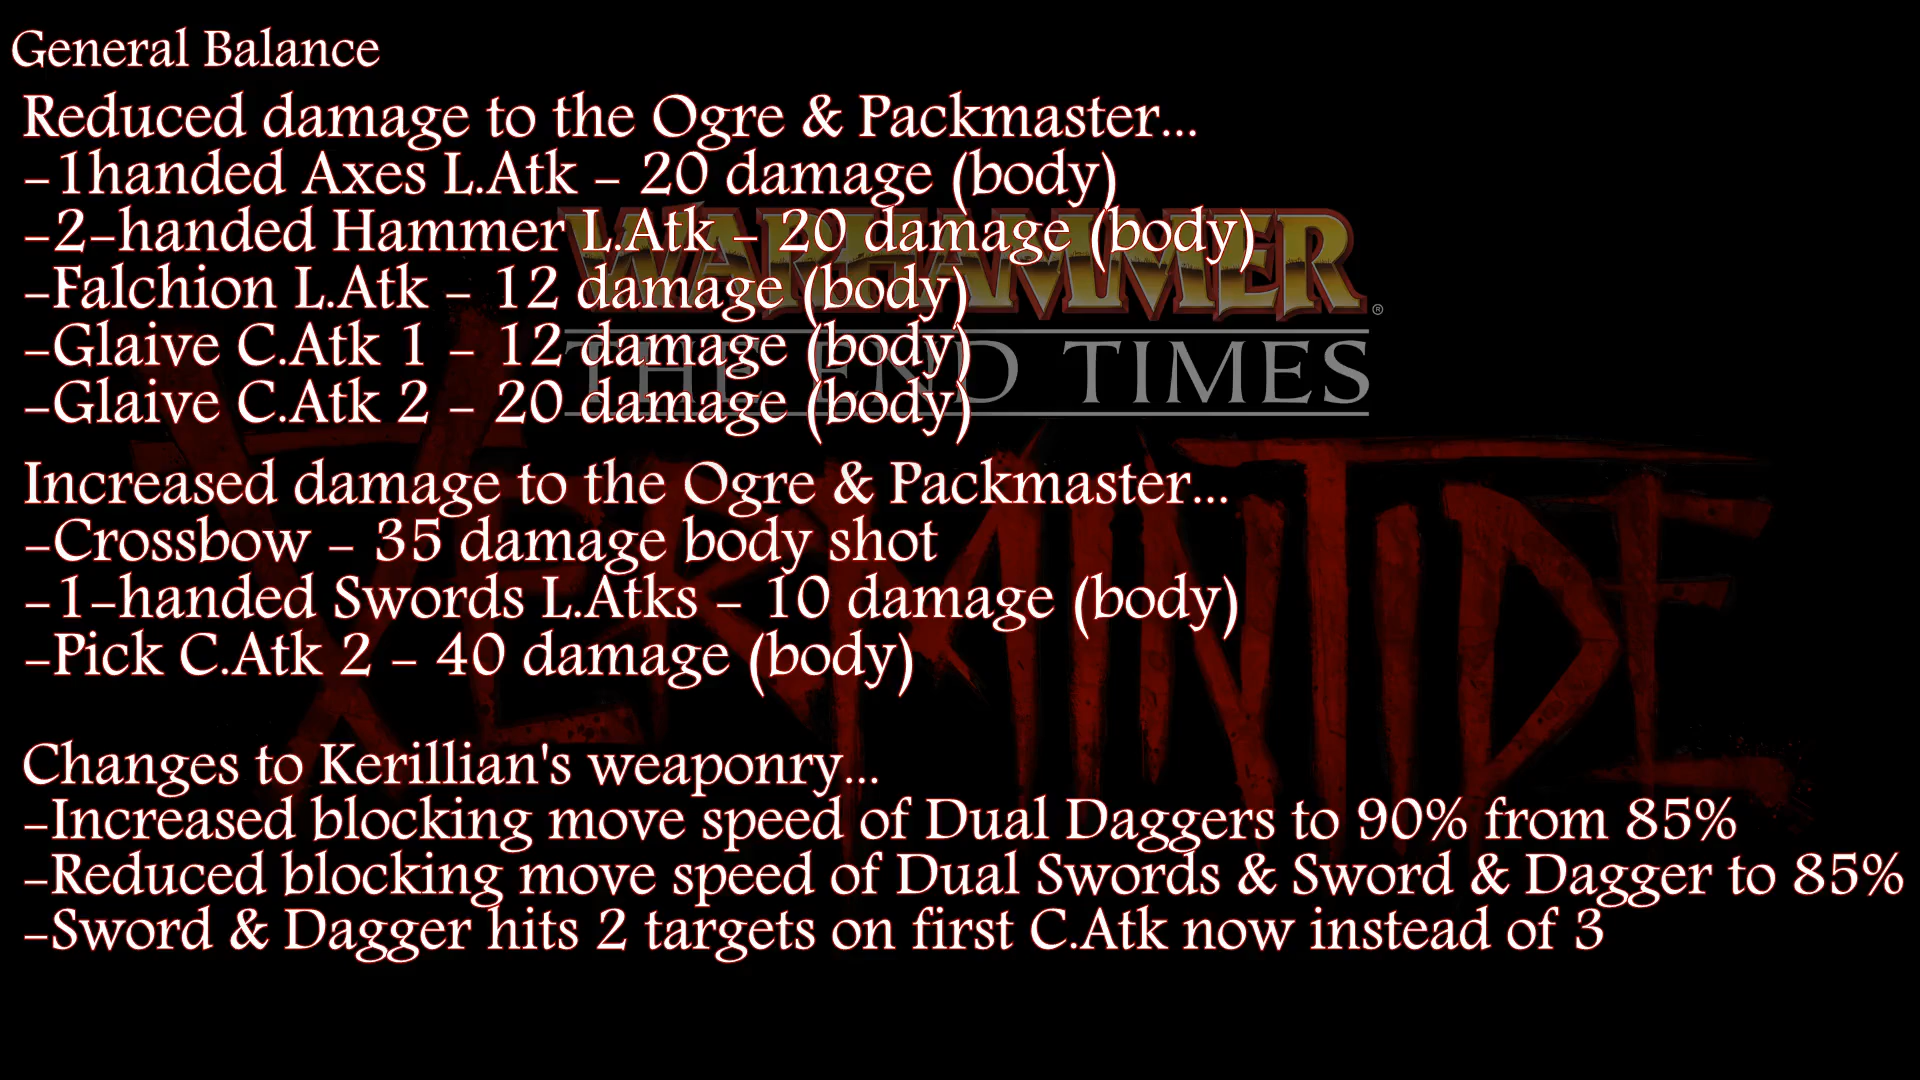 General Balance
Reduced damage to the Ogre & Packmaster...
-1handed Axes L.Atk - 20 damage (body)
-2-handed Hammer L.Atk - 20 damage (body)
-Falchion L.Atk - 12 damage (body)
-Glaive C.Atk 1 - 12 damage (body)
-Glaive C.Atk 2 - 20 damage (body)
Increased damage to the Ogre & Packmaster...
-Crossbow - 35 damage body shot
-1-handed Swords L.Atks - 10 damage (body)
-Pick C.Atk 2 - 40 damage (body)
Changes to Kerillian's weaponry...
-Increased blocking move speed of Dual Daggers to 90% from 85%
-Reduced blocking move speed of Dual Swords & Sword & Dagger to 85%
-Sword & Dagger hits 2 targets on first C.Atk now instead of 3
WARHAMMER®
THE END TIMES
VERMINTIDE